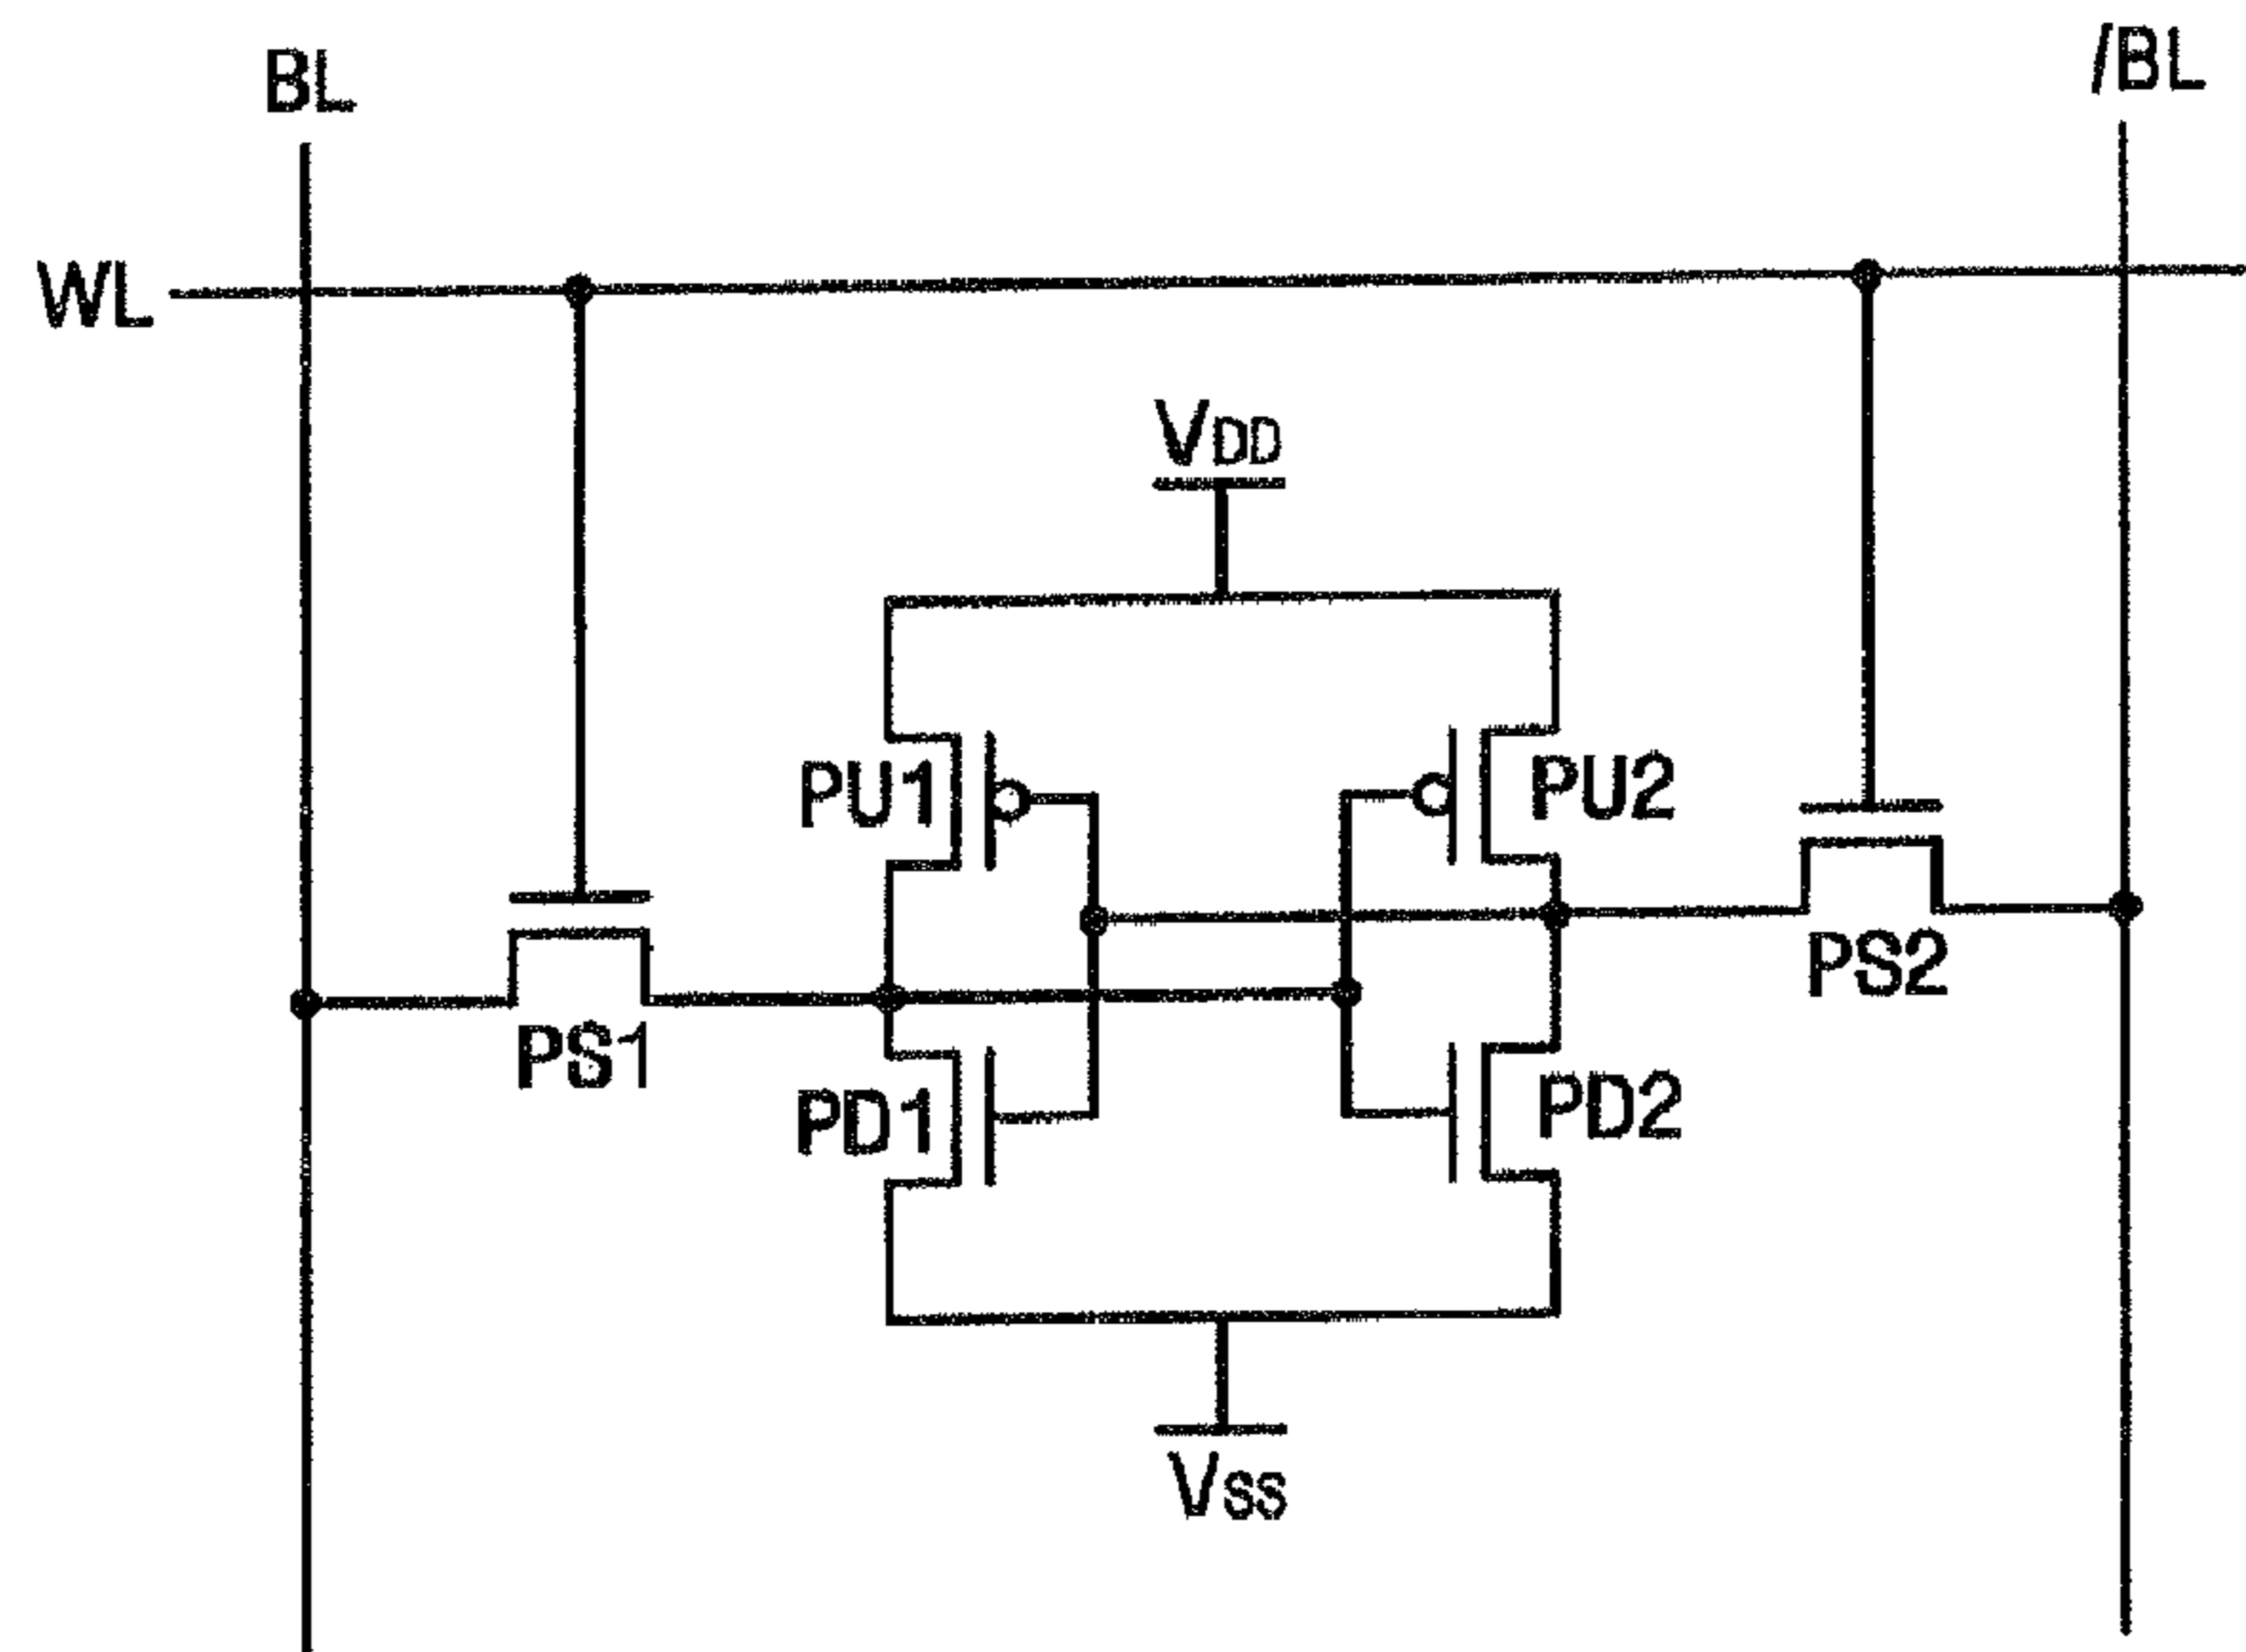 BL
/BL
WL
VDD
PU1
PU2
PS2
PS1
PD1
PD2
VSS